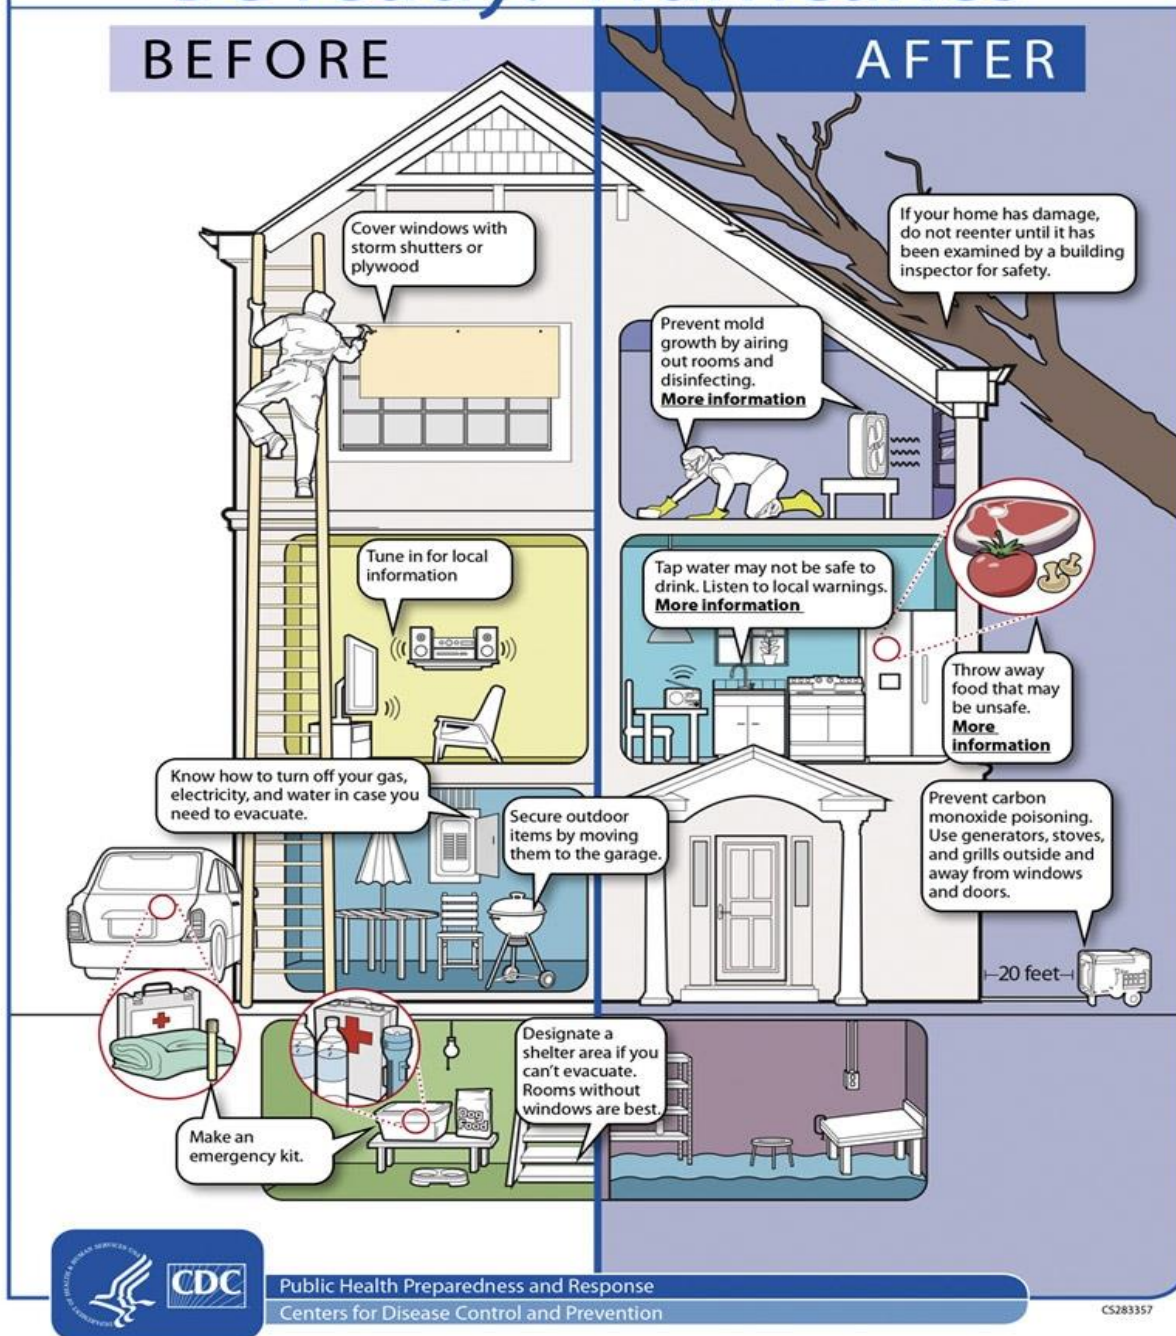 BEFORE
AFTER
Cover windows with
storm shutters or
plywood
If your home has damage,
do not reenter until it has
been examined by a building
inspector for safety.
Prevent mold
growth by airing
out rooms and
disinfecting.
More information
Tune in for local
information
Tap water may not be safe to
drink. Listen to local warnings.
More information
Throw away
food that may
be unsafe.
More
information
Know how to turn off your gas,
electricity, and water in case you
need to evacuate.
Secure outdoor
items by moving
them to the garage.
Prevent carbon
monoxide poisoning.
Use generators, stoves,
and grills outside and
away from windows
and doors.
20 feet
Designate a
shelter area if you
can't evacuate.
Rooms without
windows are best.
Dog
Food
Make an
emergency kit.
DEPARTMENT OF HEALTH & HUMAN SERVICES·USA
CDC
Public Health Preparedness and Response
Centers for Disease Control and Prevention
CS283357